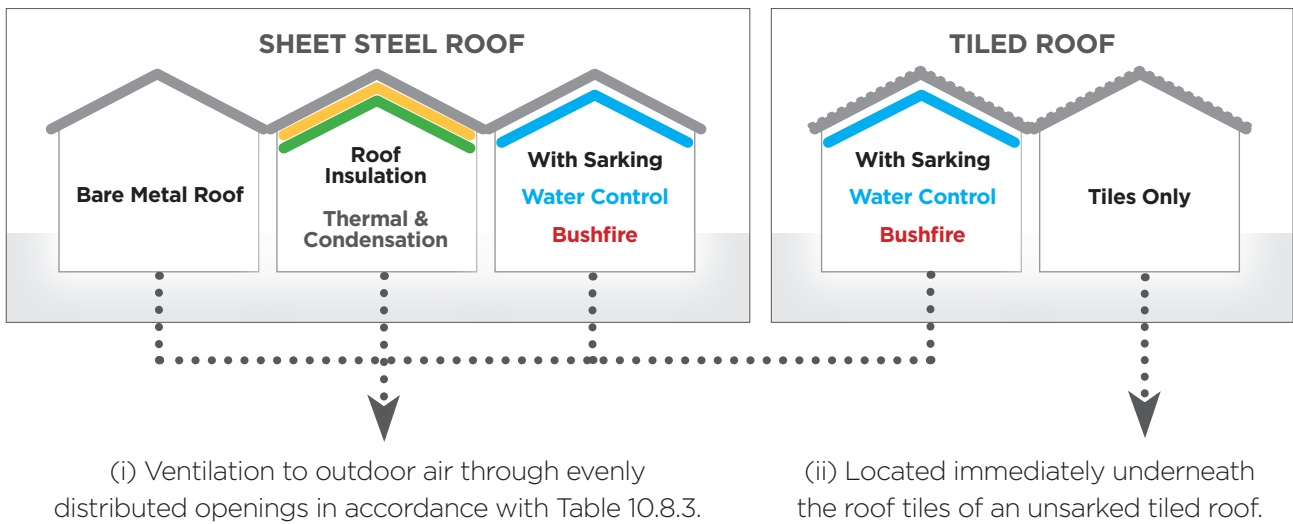 SHEET STEEL ROOF
Bare Metal Roof
Roof
Insulation
Thermal &
Condensation
With Sarking
Water Control
Bushfire
TILED ROOF
With Sarking
Water Control
Bushfire
Tiles Only
(i) Ventilation to outdoor air through evenly
distributed openings in accordance with Table 10.8.3.
(ii) Located immediately underneath
the roof tiles of an unsarked tiled roof.